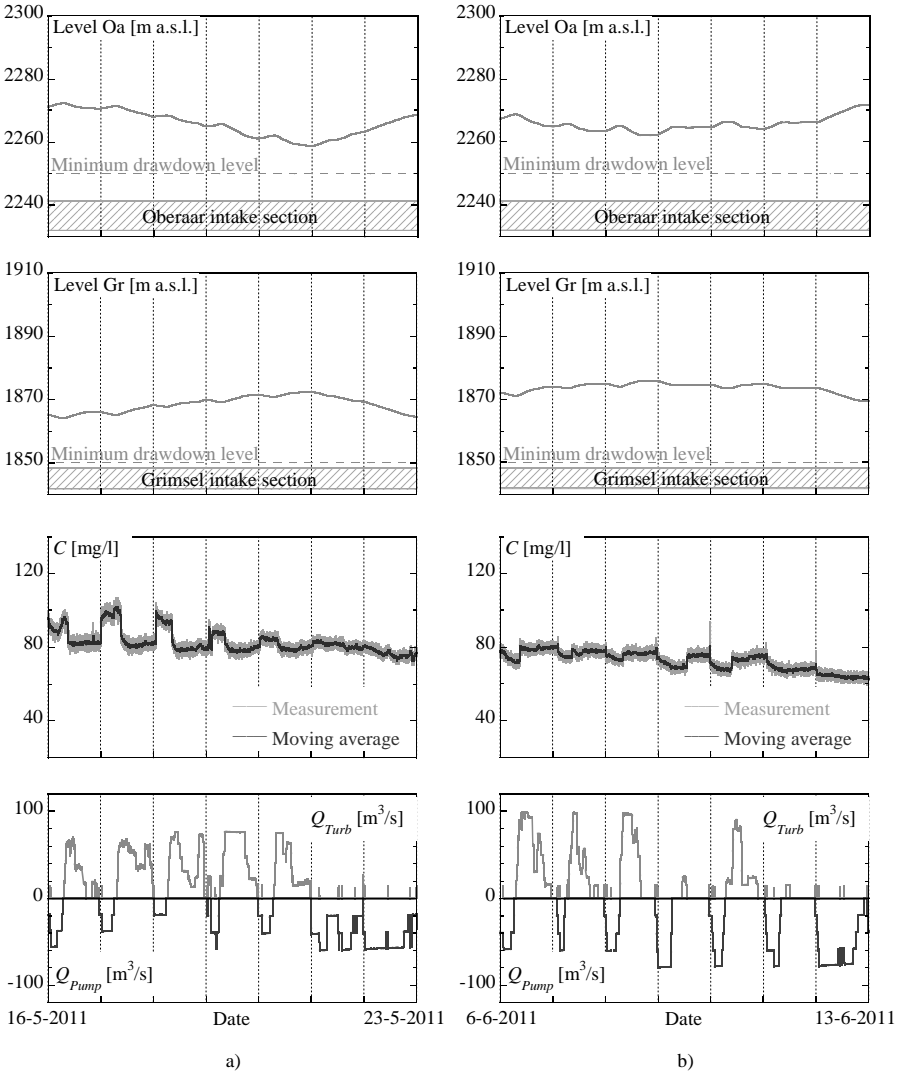 2300
Level Oa [m a.s.l.]
2280
2260
Minimum drawdown level
2240
Oberaar intake section
1910
Level Gr [m a.s.l.]
1890
1870
Minimum drawdown level
1850
Grimsel intake section
C [mg/l]
120
80
Measurement
40
Moving average
100
Q_Turb [m³/s]
0
Q_Pump [m³/s]
-100
16-5-2011
Date
23-5-2011
a)
2300
Level Oa [m a.s.l.]
2280
2260
Minimum drawdown level
2240
Oberaar intake section
1910
Level Gr [m a.s.l.]
1890
1870
Minimum drawdown level
1850
Grimsel intake section
C [mg/l]
120
80
Measurement
40
Moving average
100
Q_Turb [m³/s]
0
Q_Pump [m³/s]
-100
6-6-2011
Date
13-6-2011
b)